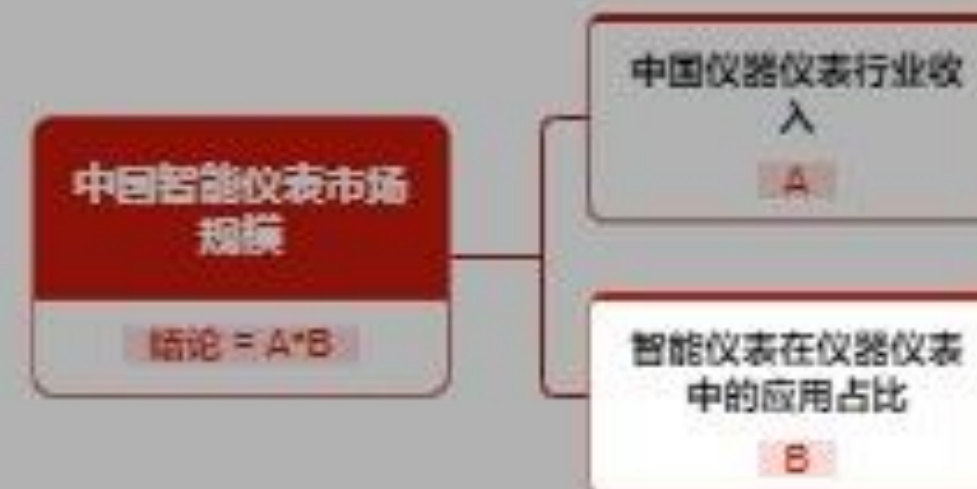 中国智能仪表市场
规模
结论 = A*B
中国仪器仪表行业收
入
A
智能仪表在仪器仪表
中的应用占比
B